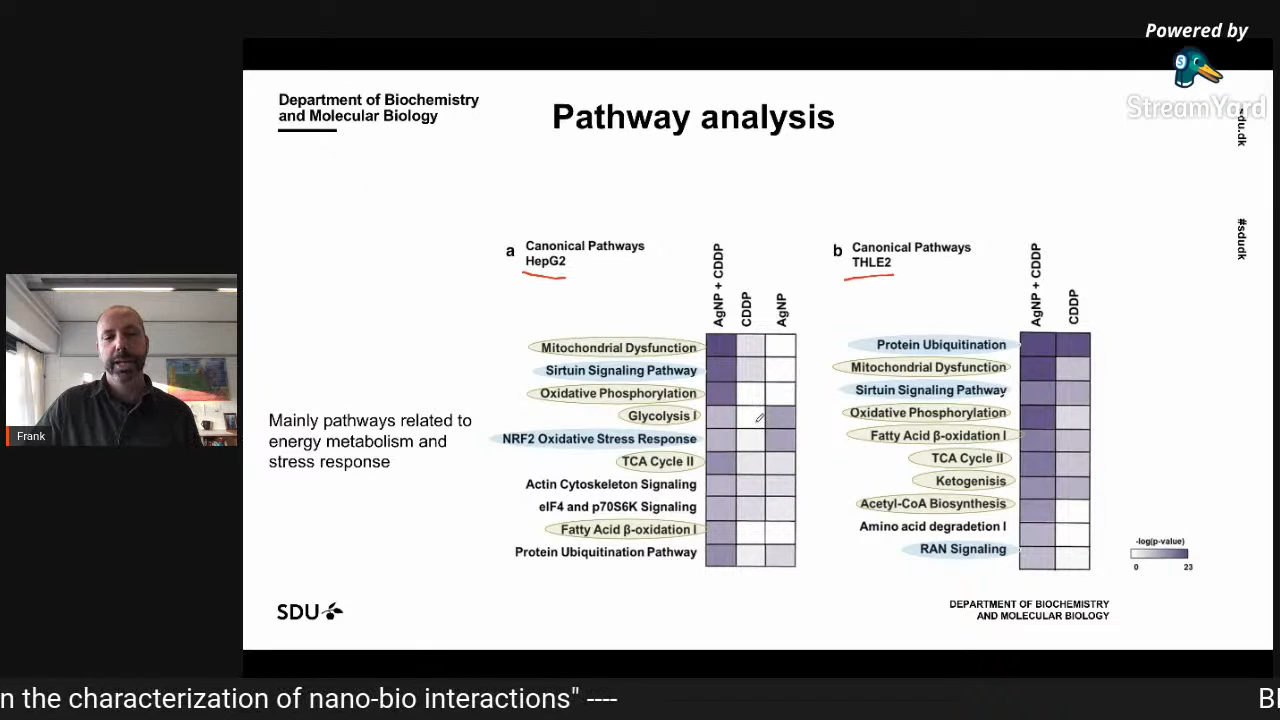 Powered by
StreamYard
Department of Biochemistry
and Molecular Biology
Pathway analysis
sdu.dk
#sdudk
a
Canonical Pathways
HepG2
AgNP + CDDP
CDDP
AgNP
Mitochondrial Dysfunction
Sirtuin Signaling Pathway
Oxidative Phosphorylation
Glycolysis I
NRF2 Oxidative Stress Response
TCA Cycle II
Actin Cytoskeleton Signaling
eIF4 and p70S6K Signaling
Fatty Acid β-oxidation I
Protein Ubiquitination Pathway
b
Canonical Pathways
THLE2
AgNP + CDDP
CDDP
Protein Ubiquitination
Mitochondrial Dysfunction
Sirtuin Signaling Pathway
Oxidative Phosphorylation
Fatty Acid β-oxidation I
TCA Cycle II
Ketogenisis
Acetyl-CoA Biosynthesis
Amino acid degradetion I
RAN Signaling
-log(p-value)
0 23
Mainly pathways related to
energy metabolism and
stress response
Frank
SDU
DEPARTMENT OF BIOCHEMISTRY
AND MOLECULAR BIOLOGY
n the characterization of nano-bio interactions" ----